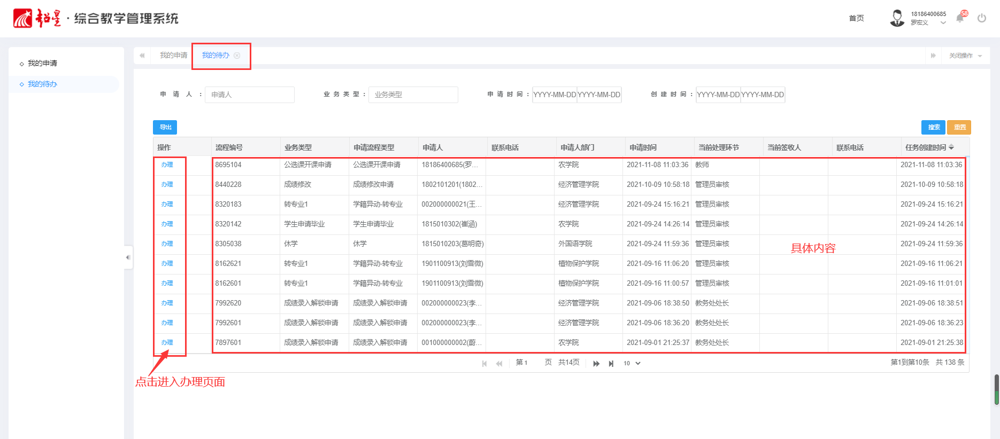 超星 · 综合教学管理系统
首页
18186400685
罗宏义
58
我的申请
我的待办
我的申请 我的待办
关闭操作
申请人： 申请人 业务类型： 业务类型 申请时间： YYYY-MM-DD YYYY-MM-DD 创建时间： YYYY-MM-DD YYYY-MM-DD
导出 搜索 重置
操作 流程编号 业务类型 申请流程类型 申请人 联系电话 申请人部门 申请时间 当前处理环节 当前签收人 联系电话 任务创建时间
办理 8695104 公选课开课申请 公选课开课申请 18186400685(罗... 农学院 2021-11-08 11:03:36 教师 2021-11-08 11:03:36
办理 8440228 成绩修改 成绩修改申请 1802101201(1802... 经济管理学院 2021-10-09 10:58:18 管理员审核 2021-10-09 10:58:18
办理 8320183 转专业1 学籍异动-转专业 002000000021(王... 经济管理学院 2021-09-24 15:16:21 管理员审核 2021-09-24 15:16:21
办理 8320142 学生申请毕业 学生申请毕业 1815010302(崔涵) 农学院 2021-09-24 14:26:14 管理员审核 2021-09-24 14:26:14
办理 8305038 休学 休学 1815010203(葛明奇) 外国语学院 2021-09-24 11:59:36 管理员审核 2021-09-24 11:59:36
具体内容
办理 8162621 转专业1 学籍异动-转专业 1901100913(刘雪微) 植物保护学院 2021-09-16 11:06:20 管理员审核 2021-09-16 11:06:21
办理 8162601 转专业1 学籍异动-转专业 1901100913(刘雪微) 植物保护学院 2021-09-16 11:00:57 管理员审核 2021-09-16 11:01:01
办理 7992620 成绩录入解锁申请 成绩录入解锁申请 002000000023(李... 经济管理学院 2021-09-06 18:38:50 教务处处长 2021-09-06 18:38:51
办理 7992601 成绩录入解锁申请 成绩录入解锁申请 002000000023(李... 经济管理学院 2021-09-06 18:36:20 教务处处长 2021-09-06 18:36:23
办理 7897601 成绩录入解锁申请 成绩录入解锁申请 001000000002(蔚... 农学院 2021-09-01 21:25:37 教务处处长 2021-09-01 21:25:38
第 1 页 共14页 10 第1到第10条 共 138 条
点击进入办理页面